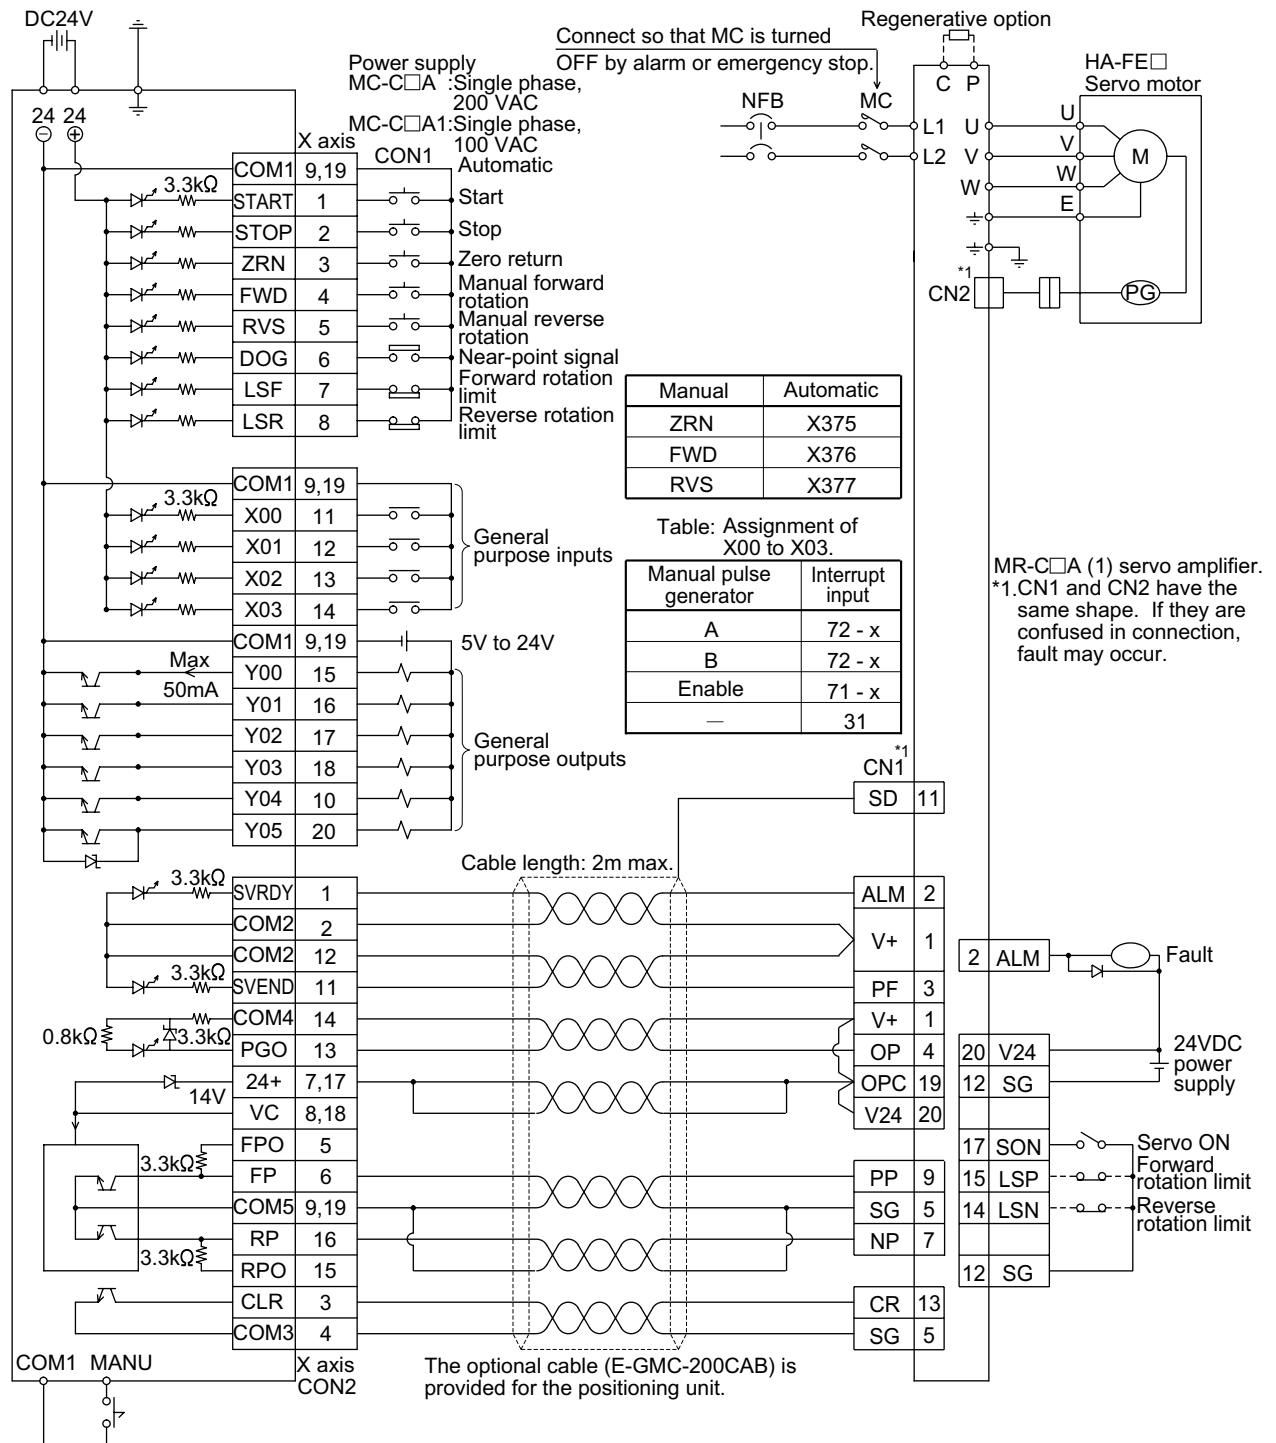 DC24V
24 24
Power supply
MC-C□A :Single phase,
200 VAC
MC-C□A1:Single phase,
100 VAC
Connect so that MC is turned
OFF by alarm or emergency stop.
Regenerative option
C P
NFB MC
L1
L2
U
V
W
HA-FE□
Servo motor
U
V
W
E
M
PG
*1
CN2
X axis
CON1
Automatic
COM1 9,19
3.3kΩ START 1 Start
STOP 2 Stop
ZRN 3 Zero return
FWD 4 Manual forward
rotation
RVS 5 Manual reverse
rotation
DOG 6 Near-point signal
LSF 7 Forward rotation
limit
LSR 8 Reverse rotation
limit
COM1 9,19
3.3kΩ X00 11
X01 12
X02 13
X03 14
General
purpose inputs
COM1 9,19 5V to 24V
Max
50mA
Y00 15
Y01 16
Y02 17
Y03 18
Y04 10
Y05 20
General
purpose outputs
Manual Automatic
ZRN X375
FWD X376
RVS X377
Table: Assignment of
X00 to X03.
Manual pulse
generator
Interrupt
input
A 72 - x
B 72 - x
Enable 71 - x
— 31
MR-C□A (1) servo amplifier.
*1.CN1 and CN2 have the
same shape. If they are
confused in connection,
fault may occur.
*1
CN1
SD 11
Cable length: 2m max.
3.3kΩ SVRDY 1
COM2 2
COM2 12
3.3kΩ SVEND 11
COM4 14
0.8kΩ 3.3kΩ PGO 13
24+ 7,17
14V
VC 8,18
FPO 5
3.3kΩ
FP 6
COM5 9,19
RP 16
3.3kΩ
RPO 15
CLR 3
COM3 4
X axis
CON2
COM1 MANU
ALM 2
V+ 1
PF 3
V+ 1
OP 4
OPC 19
V24 20
PP 9
SG 5
NP 7
CR 13
SG 5
2 ALM Fault
20 V24
12 SG
24VDC
power
supply
17 SON Servo ON
15 LSP Forward
rotation limit
14 LSN Reverse
rotation limit
12 SG
The optional cable (E-GMC-200CAB) is
provided for the positioning unit.